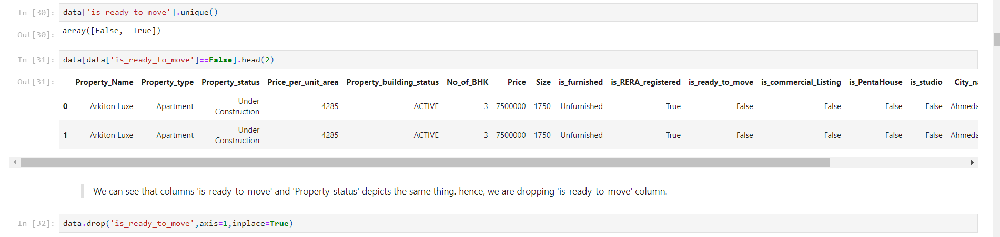 In [30]: data['is_ready_to_move'].unique()
Out[30]: array([False,  True])
In [31]: data[data['is_ready_to_move']==False].head(2)
Out[31]: Property_Name Property_type Property_status Price_per_unit_area Property_building_status No_of_BHK Price Size is_furnished is_RERA_registered is_ready_to_move is_commercial_Listing is_PentaHouse is_studio City_na
0 Arkiton Luxe Apartment Under Construction 4285 ACTIVE 3 7500000 1750 Unfurnished True False False False False Ahmeda
1 Arkiton Luxe Apartment Under Construction 4285 ACTIVE 3 7500000 1750 Unfurnished True False False False False Ahmeda
We can see that columns 'is_ready_to_move' and 'Property_status' depicts the same thing. hence, we are dropping 'is_ready_to_move' column.
In [32]: data.drop('is_ready_to_move',axis=1,inplace=True)